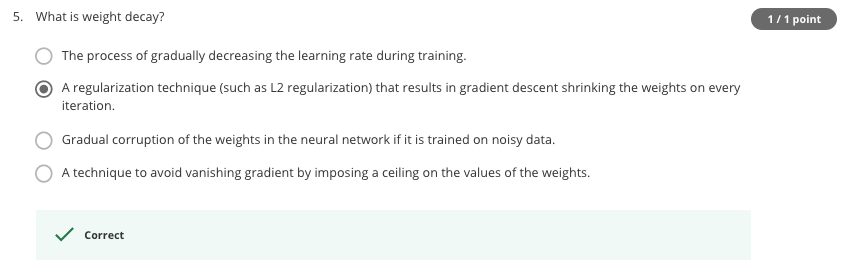 5. What is weight decay?
1 / 1 point
The process of gradually decreasing the learning rate during training.
A regularization technique (such as L2 regularization) that results in gradient descent shrinking the weights on every
iteration.
Gradual corruption of the weights in the neural network if it is trained on noisy data.
A technique to avoid vanishing gradient by imposing a ceiling on the values of the weights.
Correct